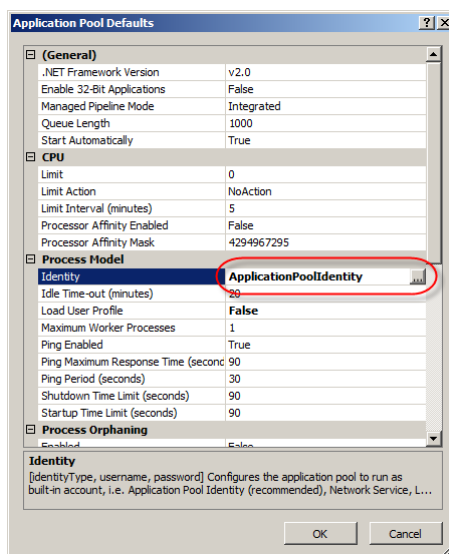 Application Pool Defaults
(General)
.NET Framework Version v2.0
Enable 32-Bit Applications False
Managed Pipeline Mode Integrated
Queue Length 1000
Start Automatically True
CPU
Limit 0
Limit Action NoAction
Limit Interval (minutes) 5
Processor Affinity Enabled False
Processor Affinity Mask 4294967295
Process Model
Identity ApplicationPoolIdentity ...
Idle Time-out (minutes) 20
Load User Profile False
Maximum Worker Processes 1
Ping Enabled True
Ping Maximum Response Time (second 90
Ping Period (seconds) 30
Shutdown Time Limit (seconds) 90
Startup Time Limit (seconds) 90
Process Orphaning
Enabled False
Identity
[identityType, username, password] Configures the application pool to run as
built-in account, i.e. Application Pool Identity (recommended), Network Service, L...
OK Cancel